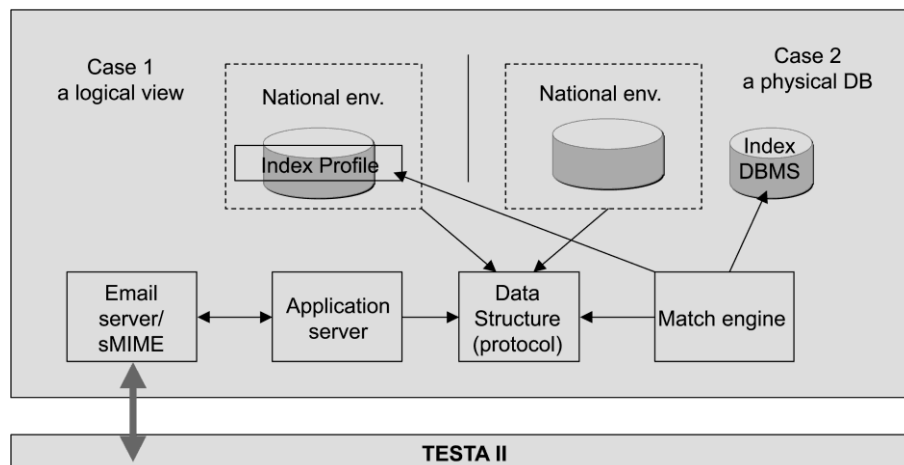 Case 1
a logical view
National env.
Index Profile
National env.
Case 2
a physical DB
Index
DBMS
Email
server/
sMIME
Application
server
Data
Structure
(protocol)
Match engine
TESTA II